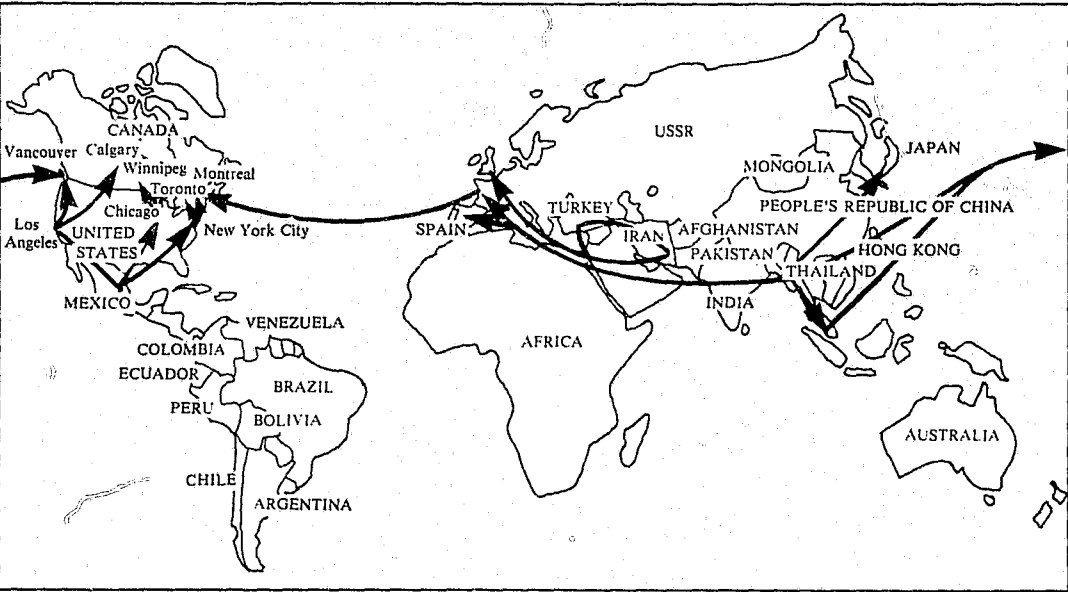 CANADA
Vancouver
Calgary
Winnipeg
Montreal
Toronto
Chicago
Los
Angeles
UNITED
STATES
New York City
MEXICO
VENEZUELA
COLOMBIA
ECUADOR
BRAZIL
PERU
BOLIVIA
CHILE
ARGENTINA
USSR
MONGOLIA
JAPAN
TURKEY
SPAIN
IRAN
AFGHANISTAN
PEOPLE'S REPUBLIC OF CHINA
PAKISTAN
HONG KONG
THAILAND
INDIA
AFRICA
AUSTRALIA